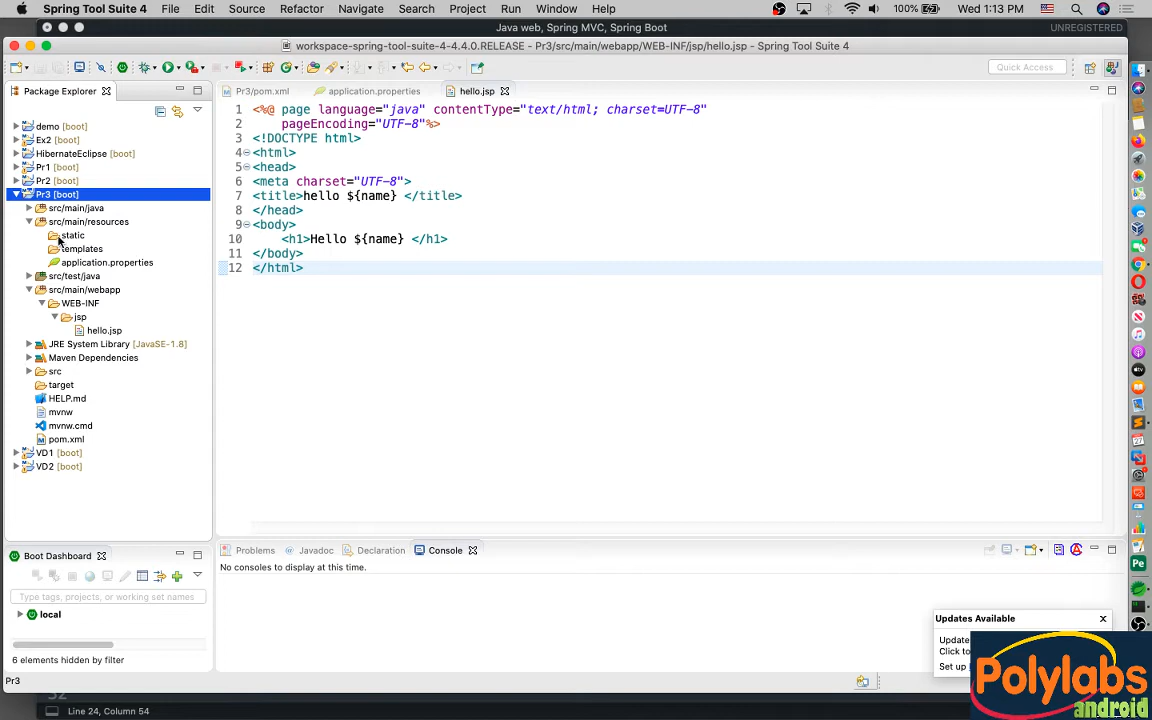 Spring Tool Suite 4 File Edit Source Refactor Navigate Search Project Run Window Help 100% Wed 1:13 PM
Java web, Spring MVC, Spring Boot UNREGISTERED
workspace-spring-tool-suite-4-4.4.0.RELEASE - Pr3/src/main/webapp/WEB-INF/jsp/hello.jsp - Spring Tool Suite 4
Quick Access
Package Explorer
Pr3/pom.xml application.properties hello.jsp
demo [boot]
Ex2 [boot]
HibernateEclipse [boot]
Pr1 [boot]
Pr2 [boot]
Pr3 [boot]
src/main/java
src/main/resources
static
templates
application.properties
src/test/java
src/main/webapp
WEB-INF
jsp
hello.jsp
JRE System Library [JavaSE-1.8]
Maven Dependencies
src
target
HELP.md
mvnw
mvnw.cmd
pom.xml
VD1 [boot]
VD2 [boot]
1 <%@ page language="java" contentType="text/html; charset=UTF-8"
2 pageEncoding="UTF-8"%>
3 <!DOCTYPE html>
4 <html>
5 <head>
6 <meta charset="UTF-8">
7 <title>hello ${name} </title>
8 </head>
9 <body>
10 <h1>Hello ${name} </h1>
11 </body>
12 </html>
Boot Dashboard
Type tags, projects, or working set names
local
6 elements hidden by filter
Problems Javadoc Declaration Console
No consoles to display at this time.
Updates Available
Click to
Set up
Pr3
Line 24, Column 54
Polylabs
android